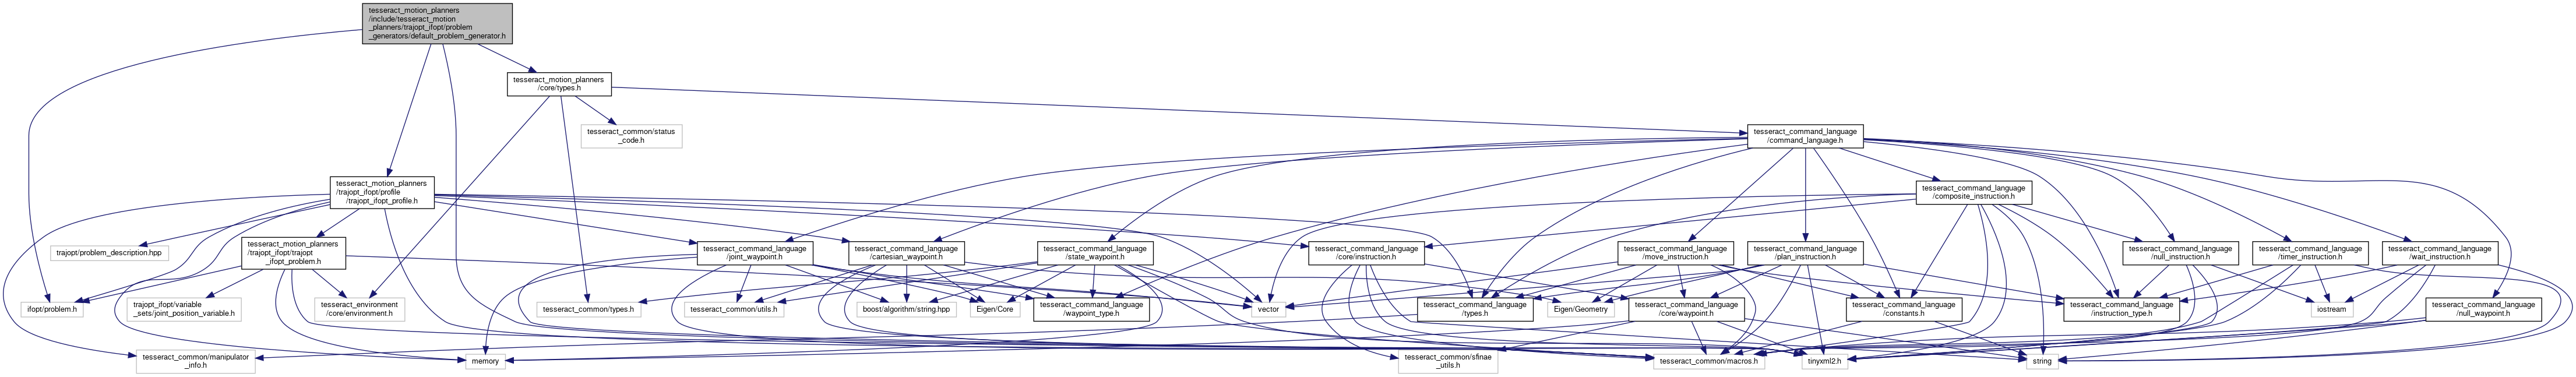 tesseract_motion_planners
/include/tesseract_motion
_planners/trajopt_ifopt/problem
_generators/default_problem_generator.h
tesseract_motion_planners
/core/types.h
tesseract_common/status
_code.h
tesseract_command_language
/command_language.h
tesseract_motion_planners
/trajopt_ifopt/profile
/trajopt_ifopt_profile.h
tesseract_command_language
/composite_instruction.h
trajopt/problem_description.hpp
tesseract_motion_planners
/trajopt_ifopt/trajopt
_ifopt_problem.h
tesseract_command_language
/joint_waypoint.h
tesseract_command_language
/cartesian_waypoint.h
tesseract_command_language
/state_waypoint.h
tesseract_command_language
/core/instruction.h
tesseract_command_language
/move_instruction.h
tesseract_command_language
/plan_instruction.h
tesseract_command_language
/null_instruction.h
tesseract_command_language
/timer_instruction.h
tesseract_command_language
/wait_instruction.h
ifopt/problem.h
trajopt_ifopt/variable
_sets/joint_position_variable.h
tesseract_environment
/core/environment.h
tesseract_common/types.h
tesseract_common/utils.h
boost/algorithm/string.hpp
Eigen/Core
tesseract_command_language
/waypoint_type.h
vector
tesseract_command_language
/types.h
Eigen/Geometry
tesseract_command_language
/core/waypoint.h
tesseract_command_language
/constants.h
tesseract_command_language
/instruction_type.h
iostream
tesseract_command_language
/null_waypoint.h
tesseract_common/manipulator
_info.h
memory
tesseract_common/sfinae
_utils.h
tesseract_common/macros.h
tinyxml2.h
string